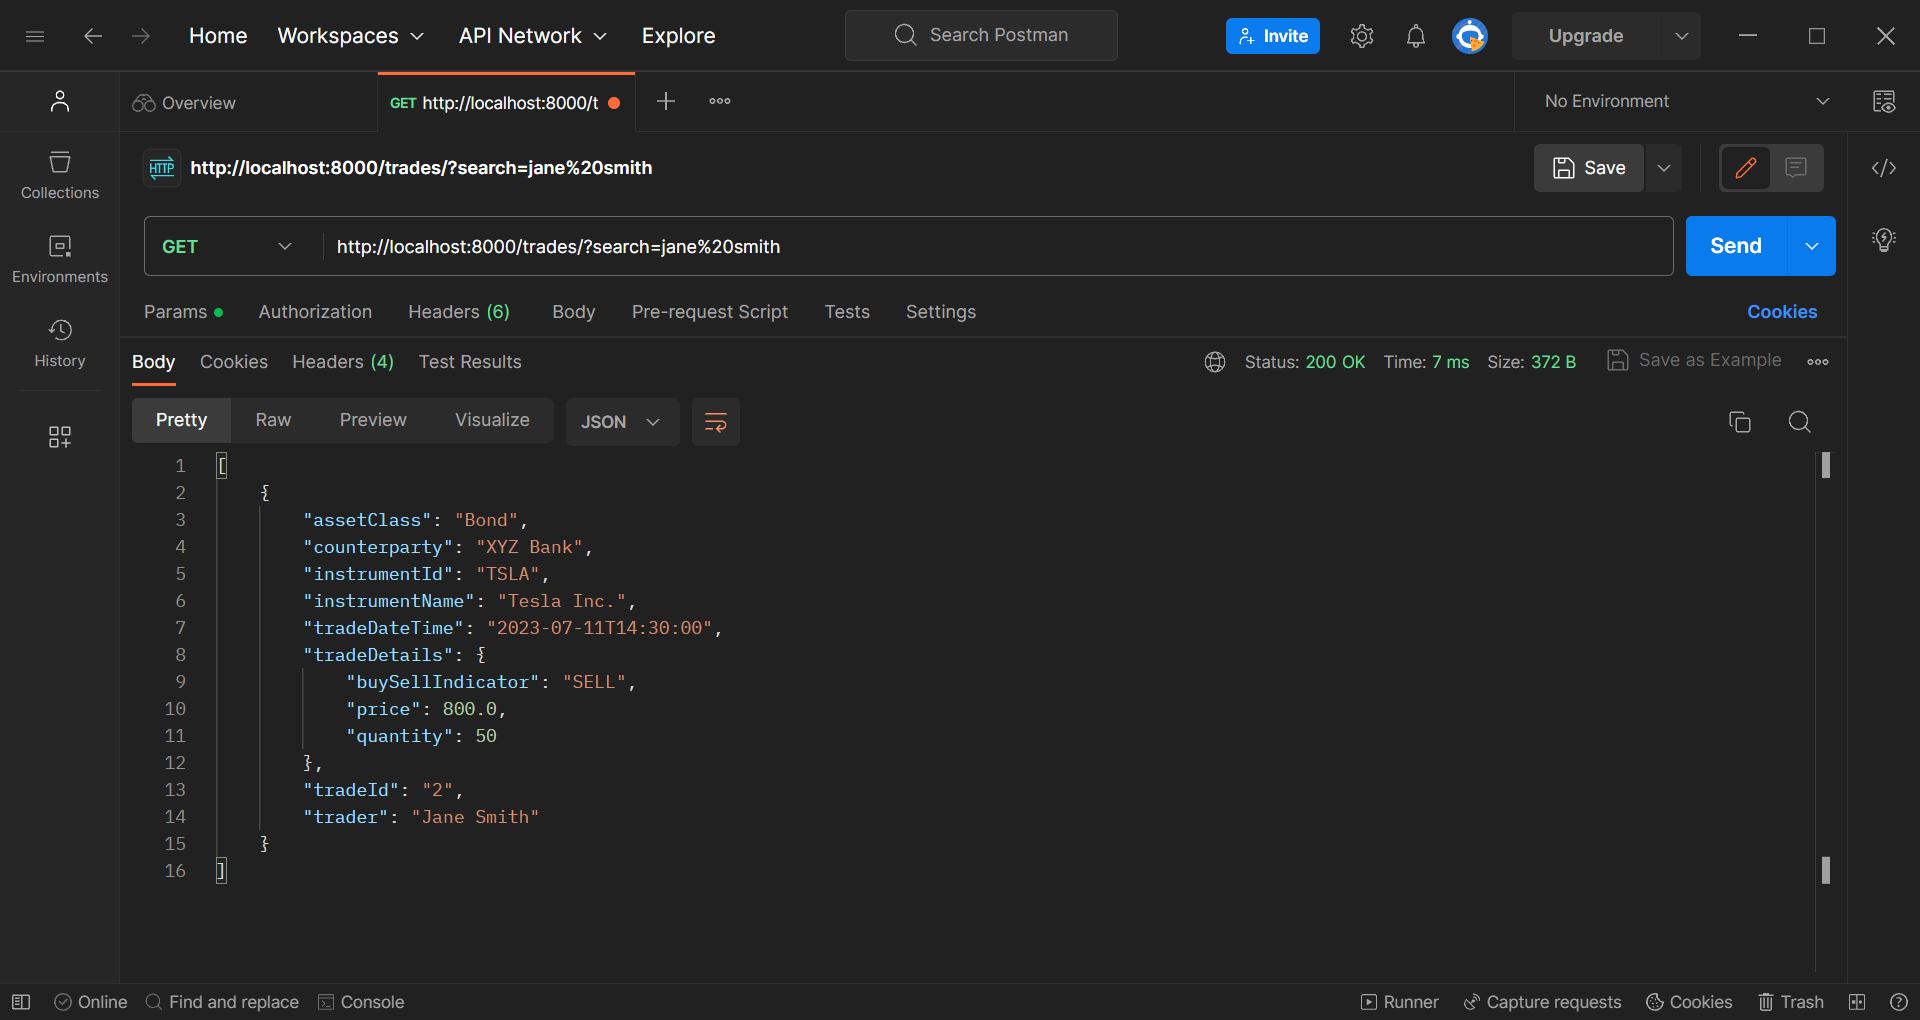 Home Workspaces API Network Explore Search Postman Invite Upgrade
Overview GET http://localhost:8000/t No Environment
HTTP http://localhost:8000/trades/?search=jane%20smith Save
Collections
GET http://localhost:8000/trades/?search=jane%20smith Send
Environments
Params Authorization Headers (6) Body Pre-request Script Tests Settings Cookies
History
Body Cookies Headers (4) Test Results Status: 200 OK Time: 7 ms Size: 372 B Save as Example
Pretty Raw Preview Visualize JSON
1 [
2 {
3 "assetClass": "Bond",
4 "counterparty": "XYZ Bank",
5 "instrumentId": "TSLA",
6 "instrumentName": "Tesla Inc.",
7 "tradeDateTime": "2023-07-11T14:30:00",
8 "tradeDetails": {
9 "buySellIndicator": "SELL",
10 "price": 800.0,
11 "quantity": 50
12 },
13 "tradeId": "2",
14 "trader": "Jane Smith"
15 }
16 ]
Online Find and replace Console Runner Capture requests Cookies Trash